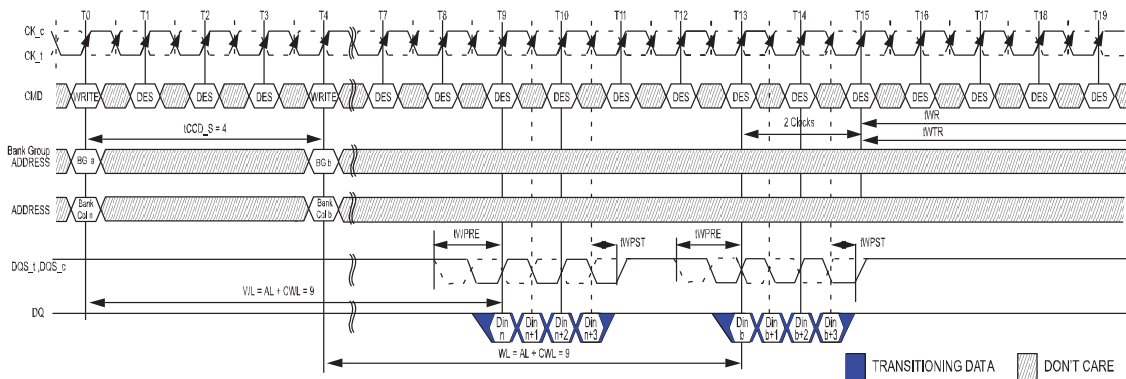 T0 T1 T2 T3 T4 T7 T8 T9 T10 T11 T12 T13 T14 T15 T16 T17 T18 T19
CK_c
CK_t
CMD WRITE DES DES DES WRITE DES DES DES DES DES DES DES DES DES DES DES DES DES
tCCD_S = 4 2 Clocks tWR
tWTR
Bank Group
ADDRESS BG a BG b
ADDRESS Bank Col n Bank Col b
tWPRE tWPST tWPRE tWPST
DQS_t ,DQS_c
WL = AL + CWL = 9
DQ Din n Din n+1 Din n+2 Din n+3 Din b Din b+1 Din b+2 Din b+3
WL = AL + CWL = 9
TRANSITIONING DATA DON'T CARE